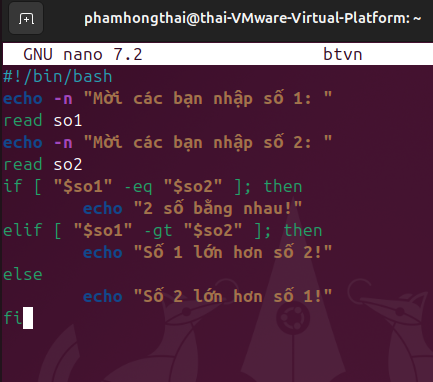 phamhongthai@thai-VMware-Virtual-Platform: ~
GNU nano 7.2 btvn
#!/bin/bash
echo -n "Mời các bạn nhập số 1: "
read so1
echo -n "Mời các bạn nhập số 2: "
read so2
if [ "$so1" -eq "$so2" ]; then
        echo "2 số bằng nhau!"
elif [ "$so1" -gt "$so2" ]; then
        echo "Số 1 lớn hơn số 2!"
else
        echo "Số 2 lớn hơn số 1!"
fi